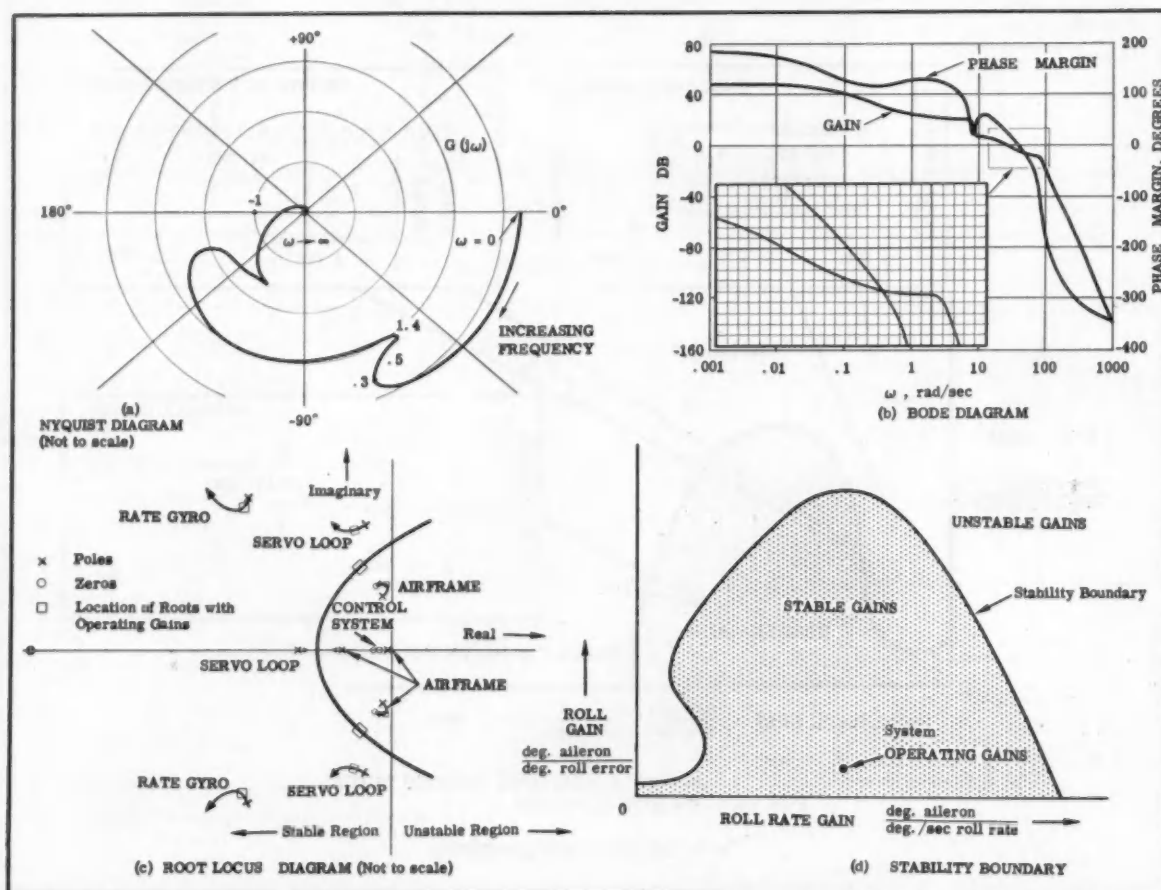 +90°
G (jω)
-1
180°
0°
ω → ∞
ω = 0
1.4
.5
.3
INCREASING
FREQUENCY
-90°
(a)
NYQUIST DIAGRAM
(Not to scale)
80
40
0
-40
-80
-120
-160
GAIN DB
200
100
0
-100
-200
-300
-400
PHASE MARGIN, DEGREES
PHASE MARGIN
GAIN
.001
.01
.1
1
10
100
1000
ω , rad/sec
(b) BODE DIAGRAM
Imaginary
RATE GYRO
SERVO LOOP
× Poles
○ Zeros
□ Location of Roots with
Operating Gains
AIRFRAME
CONTROL
SYSTEM
Real
SERVO LOOP
AIRFRAME
RATE GYRO
SERVO LOOP
Stable Region
Unstable Region
(c) ROOT LOCUS DIAGRAM (Not to scale)
UNSTABLE GAINS
STABLE GAINS
Stability Boundary
ROLL
GAIN
deg. aileron
deg. roll error
System
OPERATING GAINS
0
ROLL RATE GAIN
deg. aileron
deg./sec roll rate
(d) STABILITY BOUNDARY